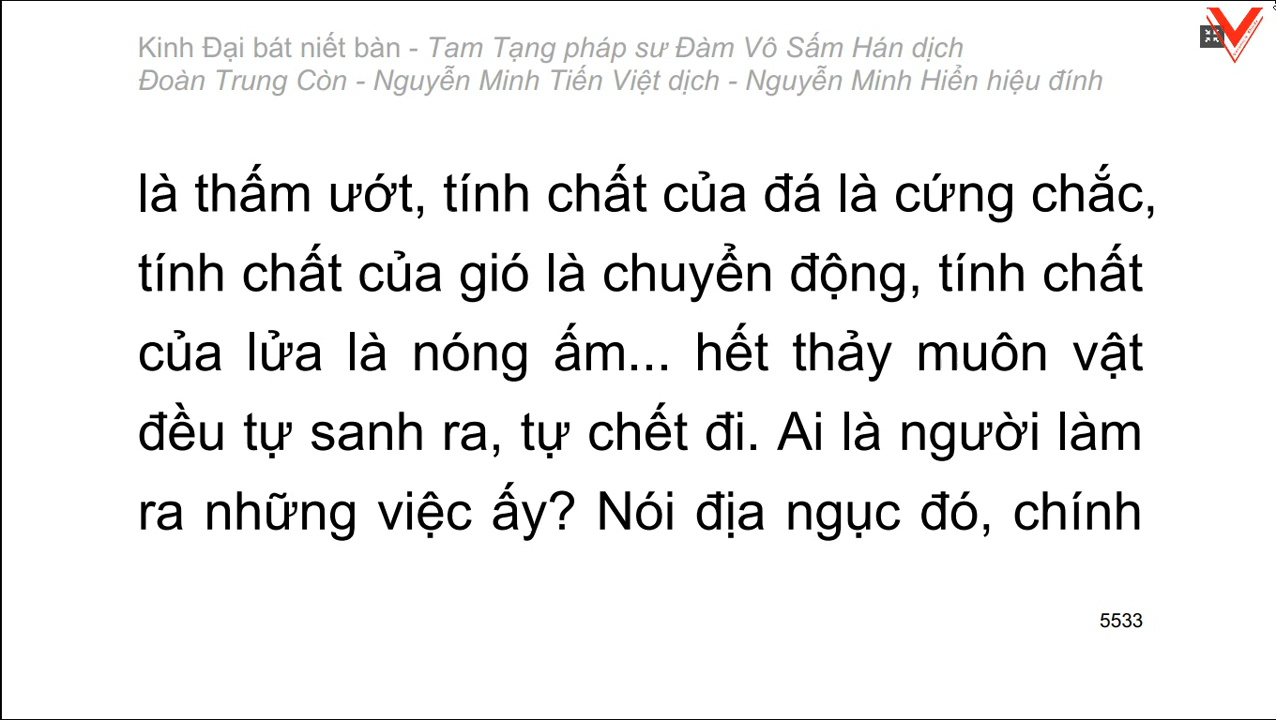 Kinh Đại bát niết bàn - Tam Tạng pháp sư Đàm Vô Sấm Hán dịch
Đoàn Trung Còn - Nguyễn Minh Tiến Việt dịch - Nguyễn Minh Hiển hiệu đính
là thấm ướt, tính chất của đá là cứng chắc,
tính chất của gió là chuyển động, tính chất
của lửa là nóng ấm... hết thảy muôn vật
đều tự sanh ra, tự chết đi. Ai là người làm
ra những việc ấy? Nói địa ngục đó, chính
5533